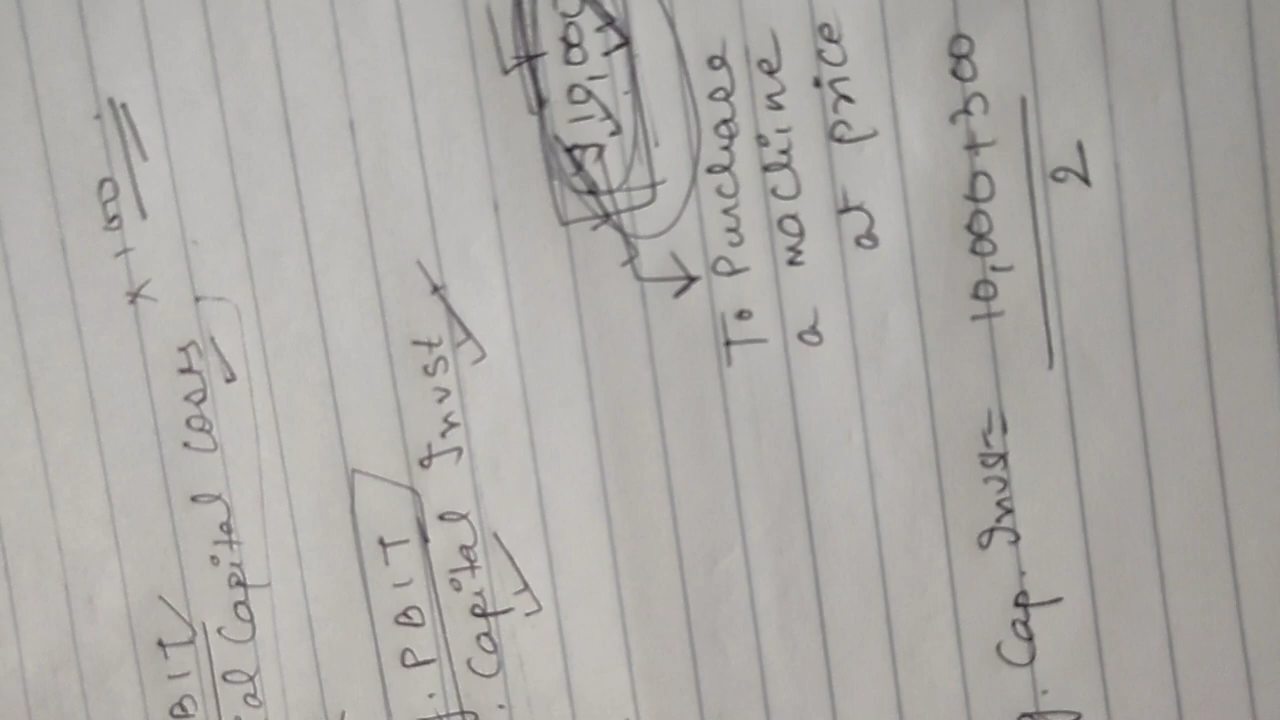 BIT × 100
al Capital costs
. PBIT
. Capital Invst
To Purchase
a machine
at price
g. Cap. Invst = 10,000 + 300
2